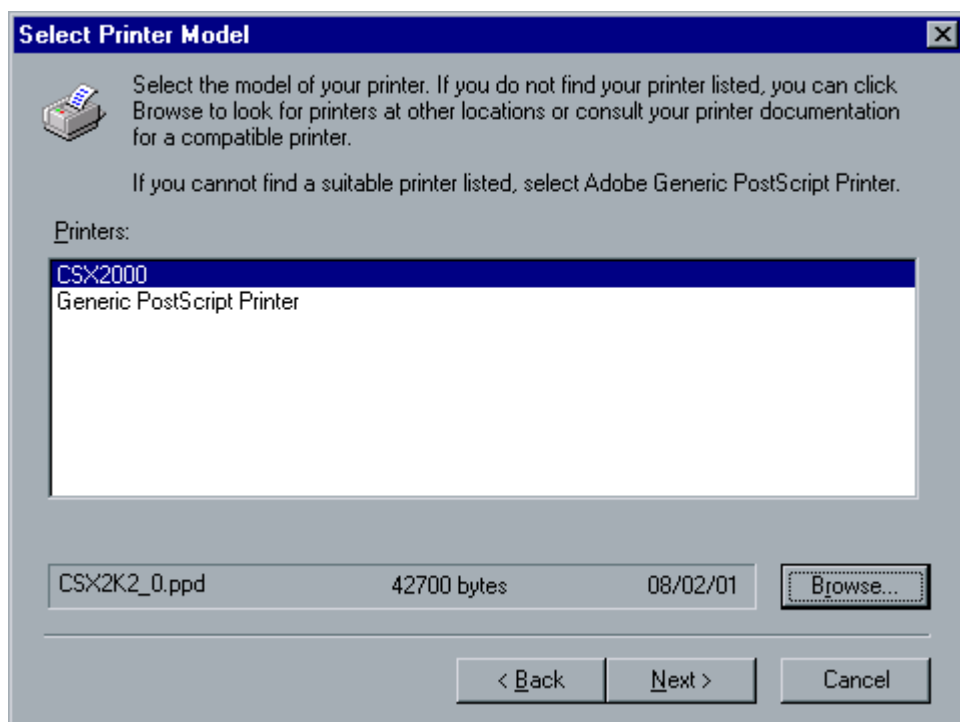 Select Printer Model
Select the model of your printer. If you do not find your printer listed, you can click
Browse to look for printers at other locations or consult your printer documentation
for a compatible printer.
If you cannot find a suitable printer listed, select Adobe Generic PostScript Printer.
Printers:
CSX2000
Generic PostScript Printer
CSX2K2_0.ppd 42700 bytes 08/02/01 Browse...
< Back Next > Cancel